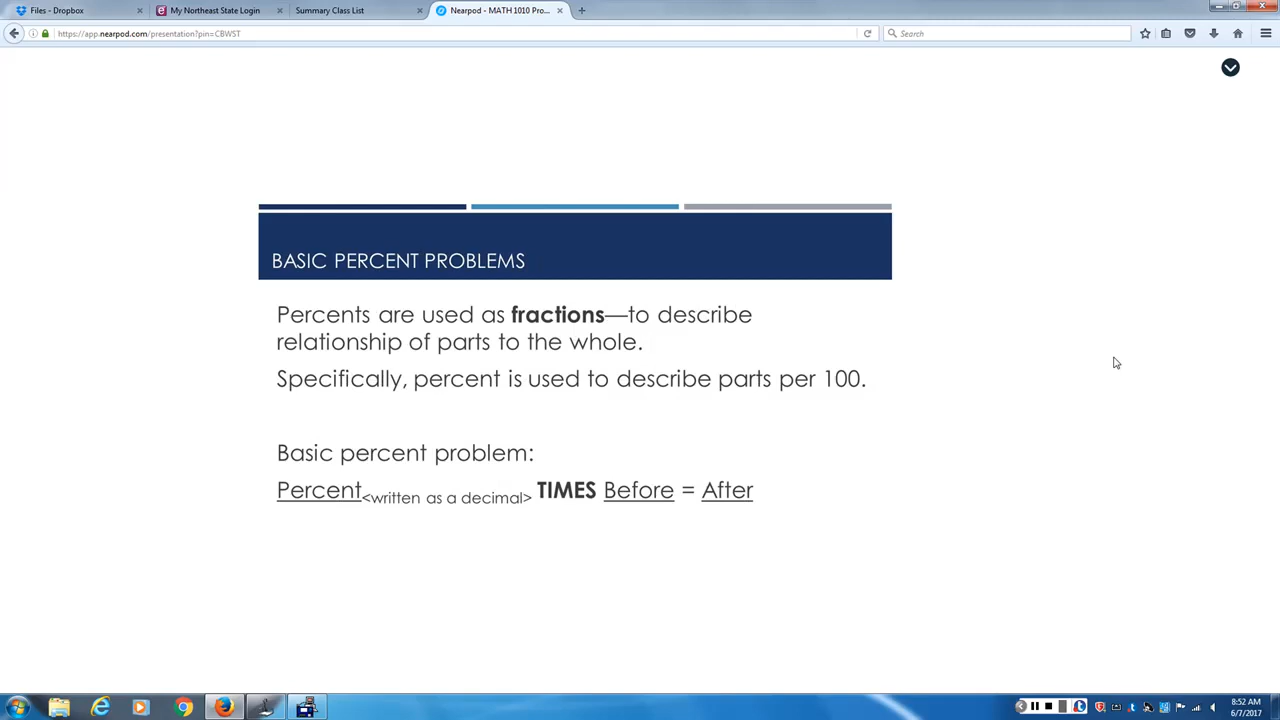 Files - Dropbox
My Northeast State Login
Summary Class List
Nearpod - MATH 1010 Pro...
https://app.nearpod.com/presentation?pin=CBWST
Search
BASIC PERCENT PROBLEMS
Percents are used as fractions—to describe
relationship of parts to the whole.
Specifically, percent is used to describe parts per 100.
Basic percent problem:
Percent<written as a decimal> TIMES Before = After
8:52 AM
6/7/2017